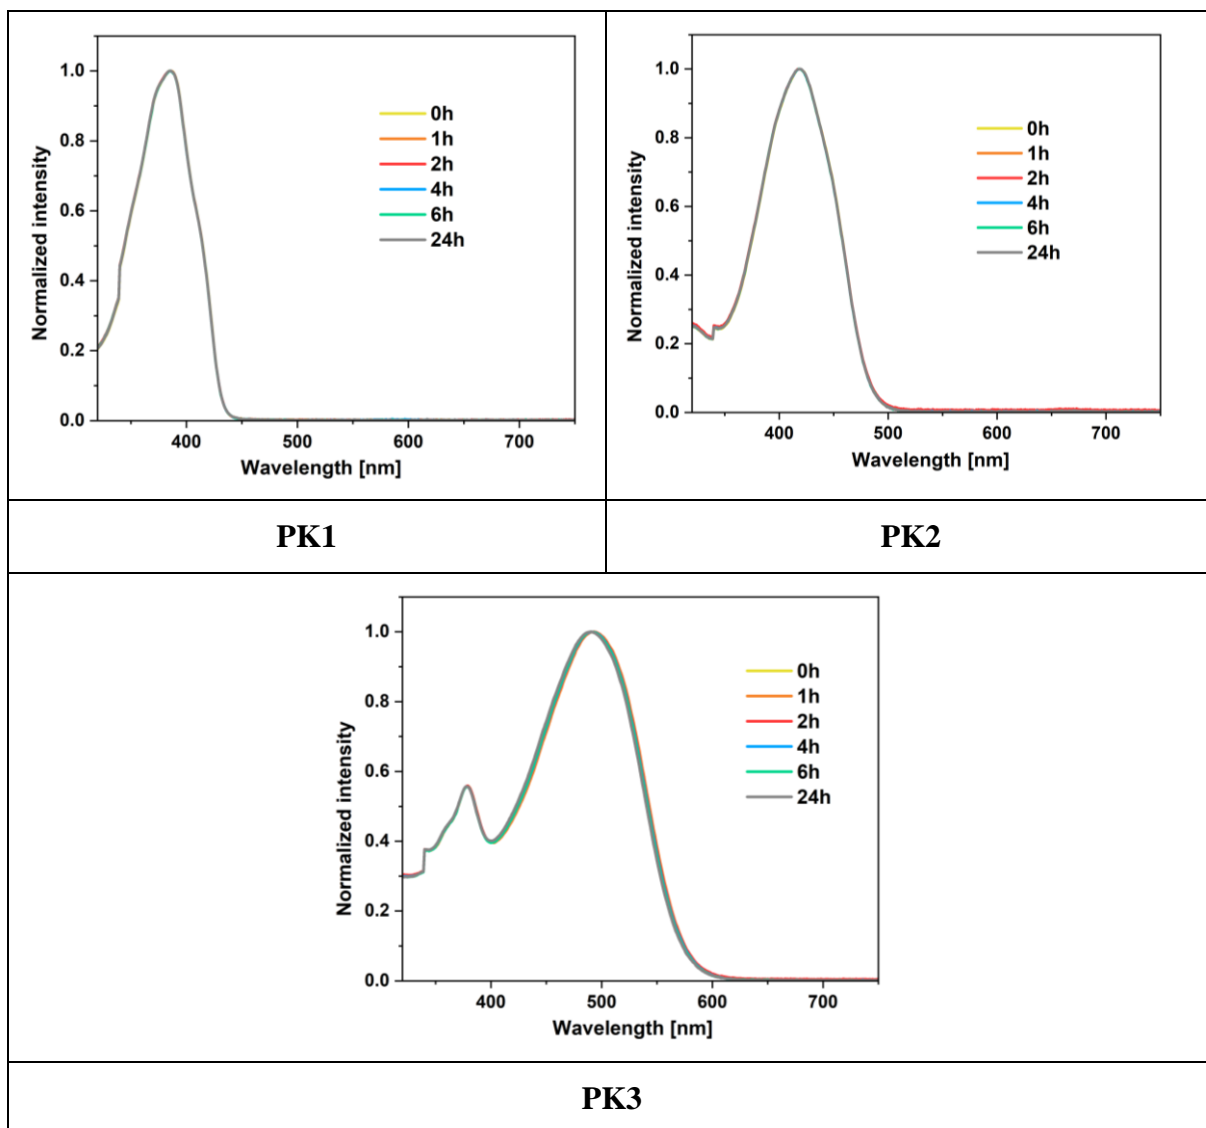 1.0
0.8
0.6
0.4
0.2
0.0
Normalized intensity
0h
1h
2h
4h
6h
24h
400 500 600 700
Wavelength [nm]
1.0
0.8
0.6
0.4
0.2
0.0
Normalized intensity
0h
1h
2h
4h
6h
24h
400 500 600 700
Wavelength [nm]
PK1
PK2
1.0
0.8
0.6
0.4
0.2
0.0
Normalized intensity
0h
1h
2h
4h
6h
24h
400 500 600 700
Wavelength [nm]
PK3